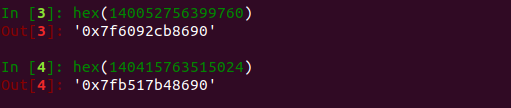 In [3]: hex(140052756399760)
Out[3]: '0x7f6092cb8690'
In [4]: hex(140415763515024)
Out[4]: '0x7fb517b48690'